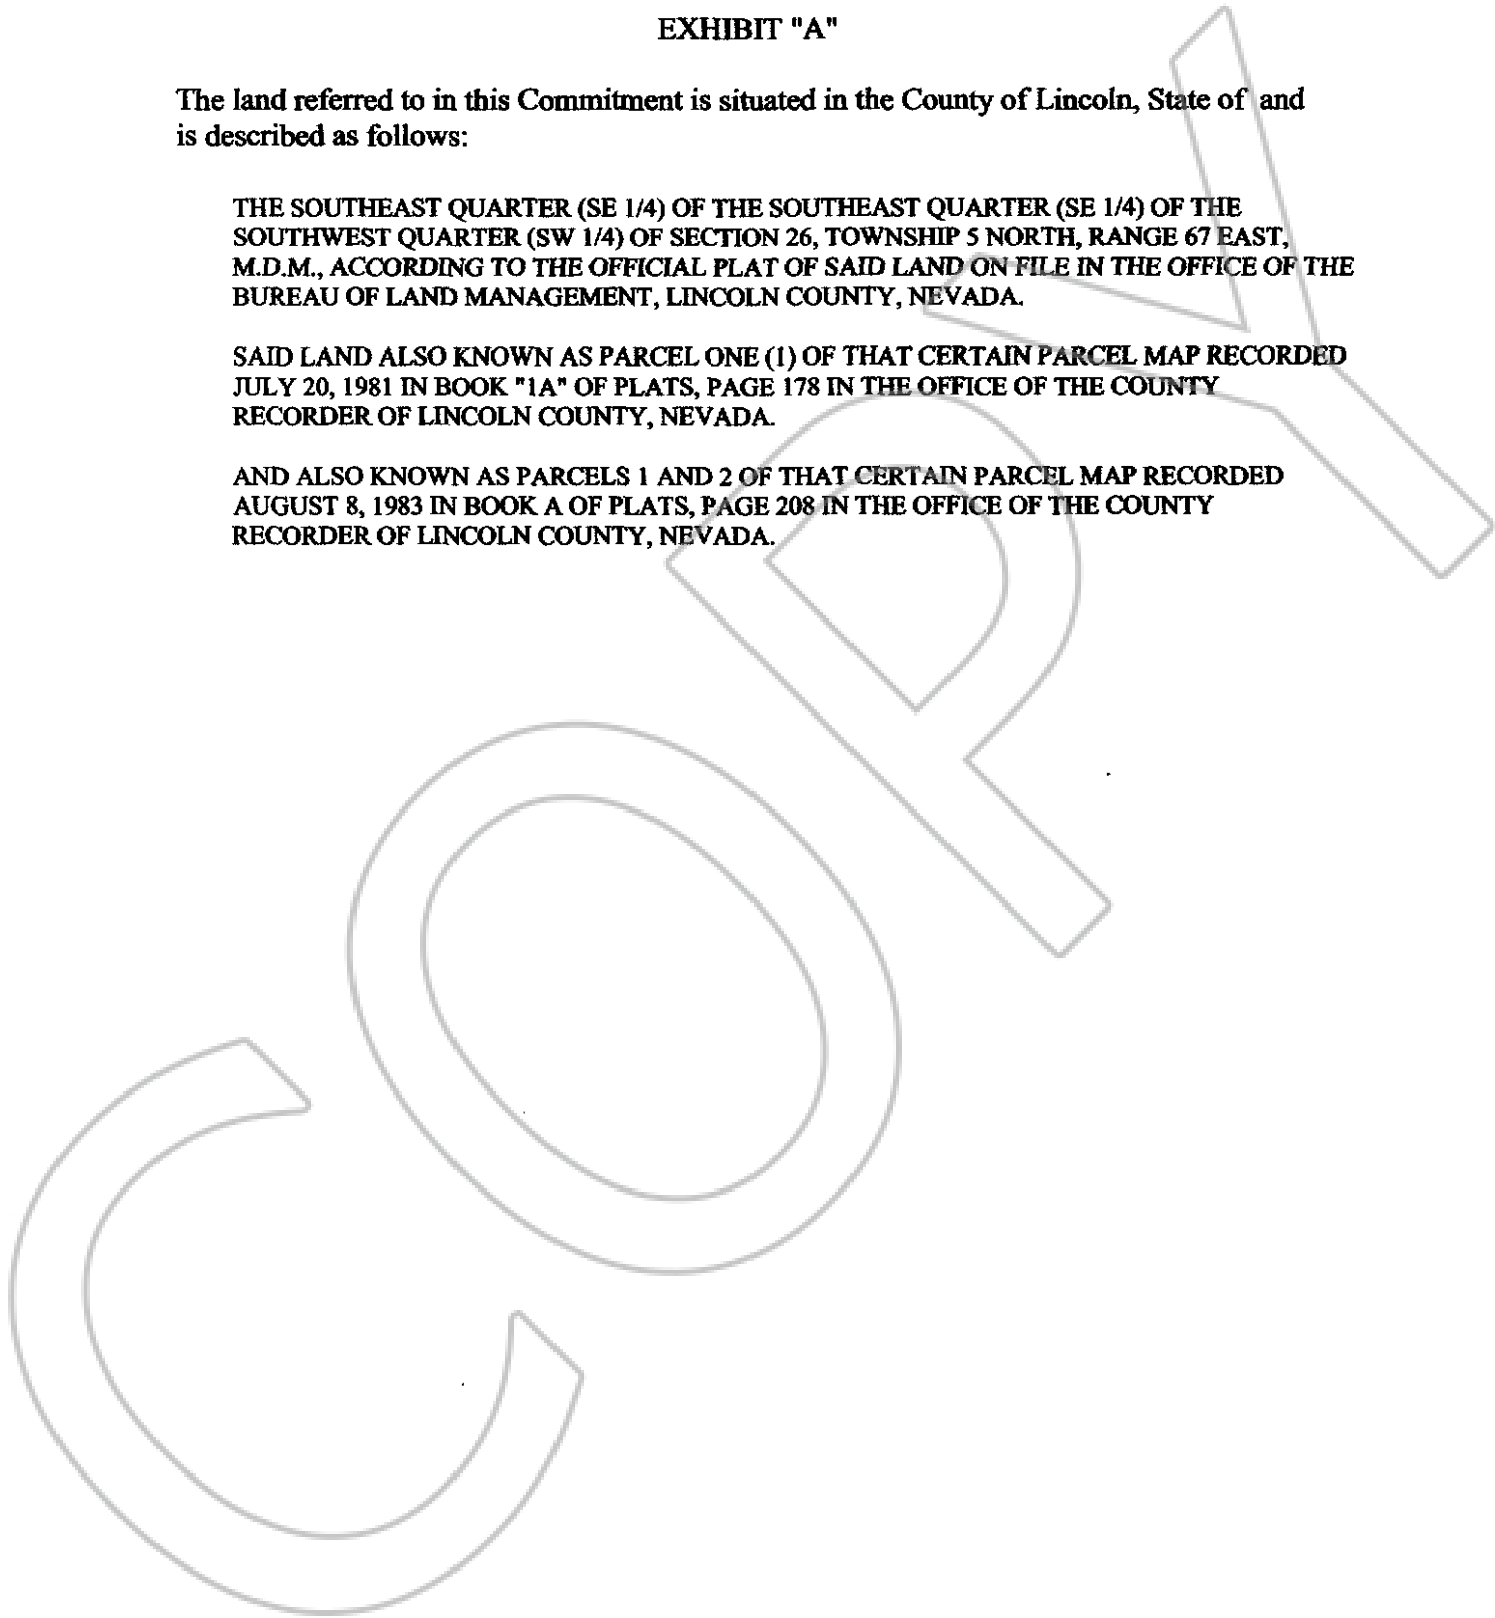 EXHIBIT "A"
The land referred to in this Commitment is situated in the County of Lincoln, State of and
is described as follows:
THE SOUTHEAST QUARTER (SE 1/4) OF THE SOUTHEAST QUARTER (SE 1/4) OF THE
SOUTHWEST QUARTER (SW 1/4) OF SECTION 26, TOWNSHIP 5 NORTH, RANGE 67 EAST,
M.D.M., ACCORDING TO THE OFFICIAL PLAT OF SAID LAND ON FILE IN THE OFFICE OF THE
BUREAU OF LAND MANAGEMENT, LINCOLN COUNTY, NEVADA.
SAID LAND ALSO KNOWN AS PARCEL ONE (1) OF THAT CERTAIN PARCEL MAP RECORDED
JULY 20, 1981 IN BOOK "1A" OF PLATS, PAGE 178 IN THE OFFICE OF THE COUNTY
RECORDER OF LINCOLN COUNTY, NEVADA.
AND ALSO KNOWN AS PARCELS 1 AND 2 OF THAT CERTAIN PARCEL MAP RECORDED
AUGUST 8, 1983 IN BOOK A OF PLATS, PAGE 208 IN THE OFFICE OF THE COUNTY
RECORDER OF LINCOLN COUNTY, NEVADA.
COPY